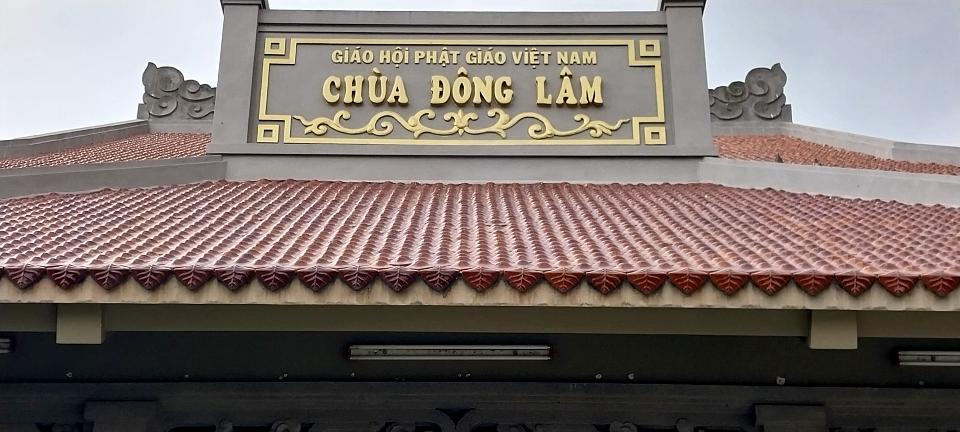 GIÁO HỘI PHẬT GIÁO VIỆT NAM
CHÙA ĐÔNG LÂM